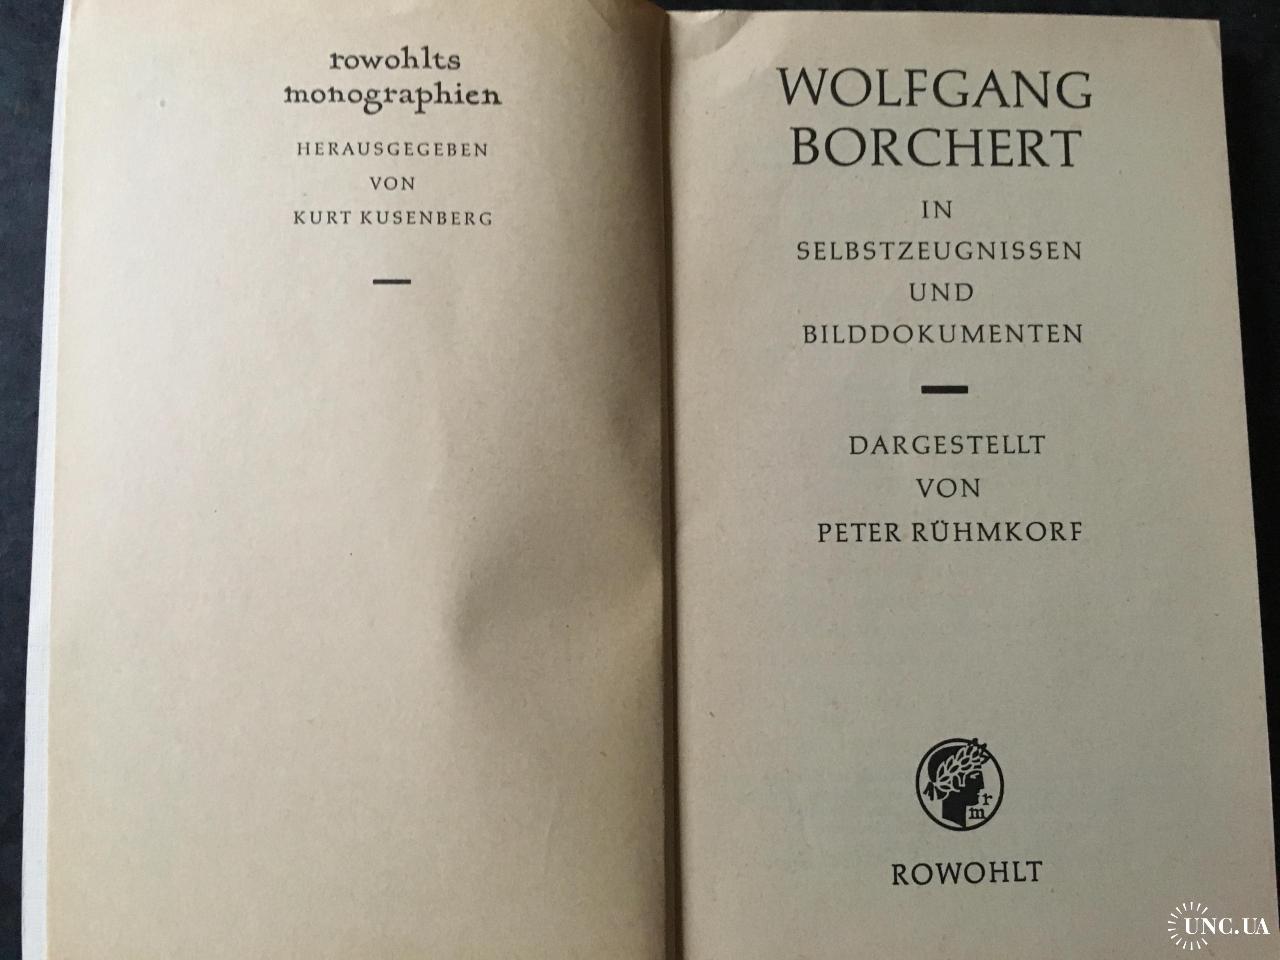 rowohlts
monographien
HERAUSGEGEBEN
VON
KURT KUSENBERG
WOLFGANG
BORCHERT
IN
SELBSTZEUGNISSEN
UND
BILDDOKUMENTEN
DARGESTELLT
VON
PETER RÜHMKORF
r
m
ROWOHLT
UNC.UA